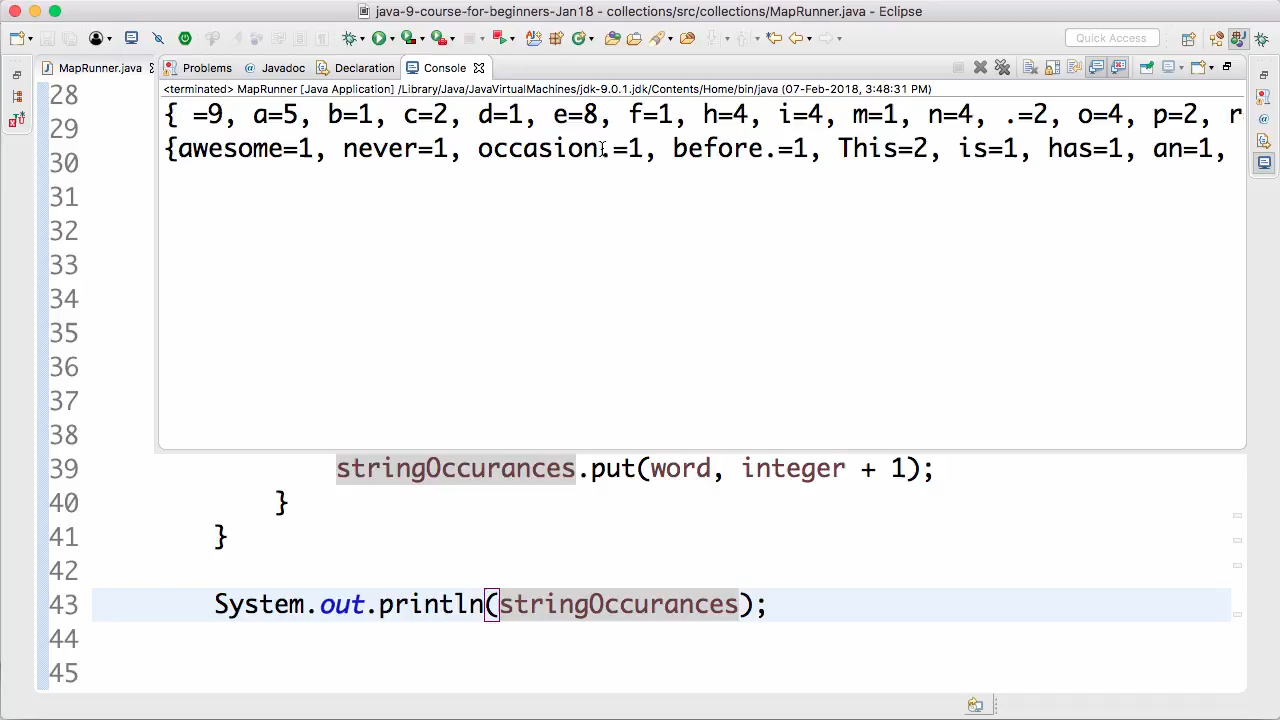 java-9-course-for-beginners-Jan18 - collections/src/collections/MapRunner.java - Eclipse
Quick Access
MapRunner.java
Problems @ Javadoc Declaration Console
<terminated> MapRunner [Java Application] /Library/Java/JavaVirtualMachines/jdk-9.0.1.jdk/Contents/Home/bin/java (07-Feb-2018, 3:48:31 PM)
28
{ =9, a=5, b=1, c=2, d=1, e=8, f=1, h=4, i=4, m=1, n=4, .=2, o=4, p=2, r
29
{awesome=1, never=1, occasion.=1, before.=1, This=2, is=1, has=1, an=1,
30
31
32
33
34
35
36
37
38
39 stringOccurances.put(word, integer + 1);
40 }
41 }
42
43 System.out.println(stringOccurances);
44
45